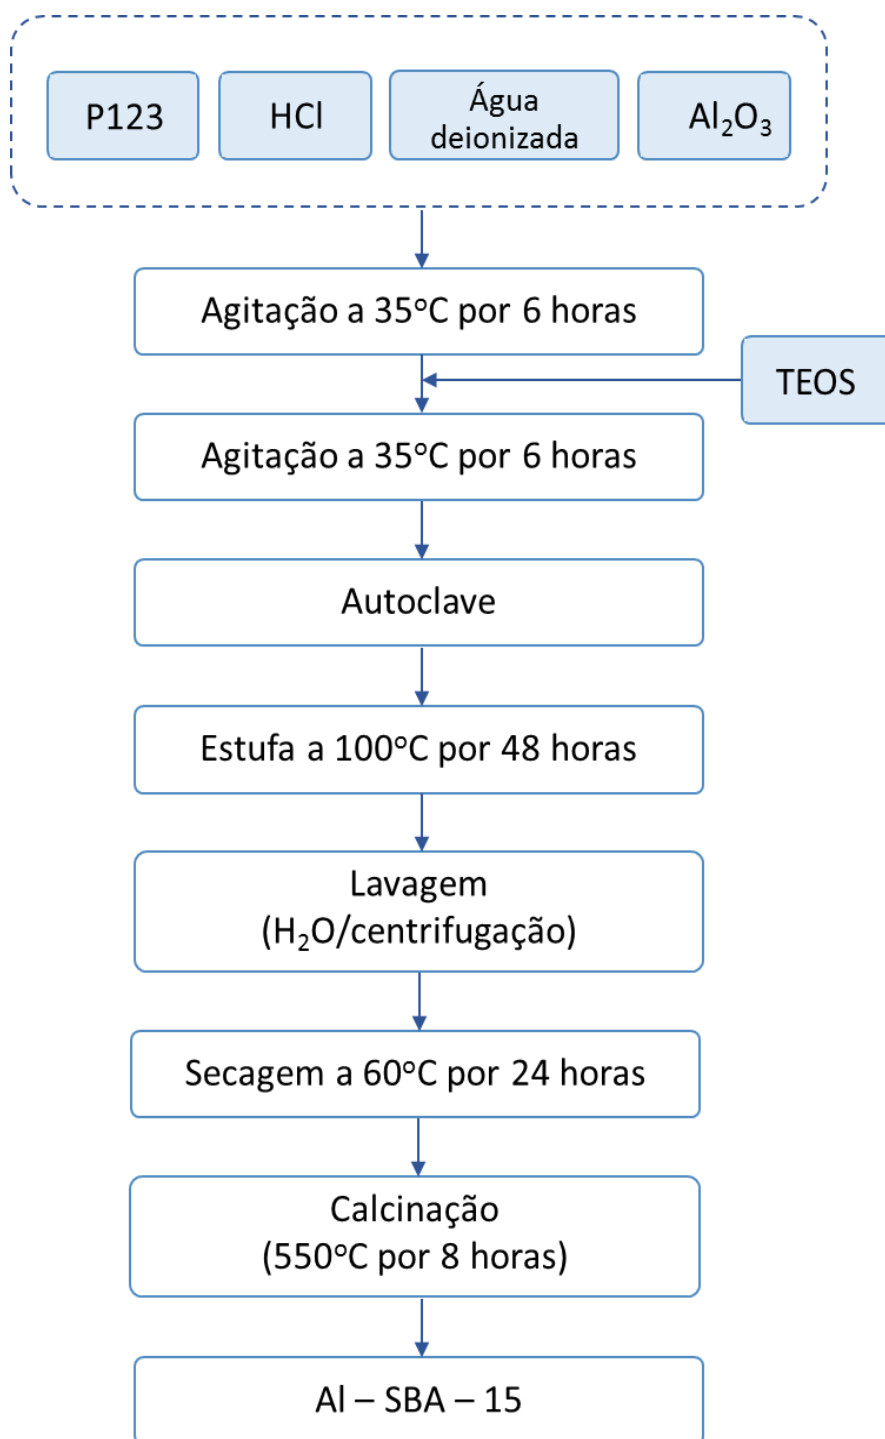 P123
HCl
Água
deionizada
Al₂O₃
Agitação a 35°C por 6 horas
TEOS
Agitação a 35°C por 6 horas
Autoclave
Estufa a 100°C por 48 horas
Lavagem
(H₂O/centrifugação)
Secagem a 60°C por 24 horas
Calcinação
(550°C por 8 horas)
Al – SBA – 15